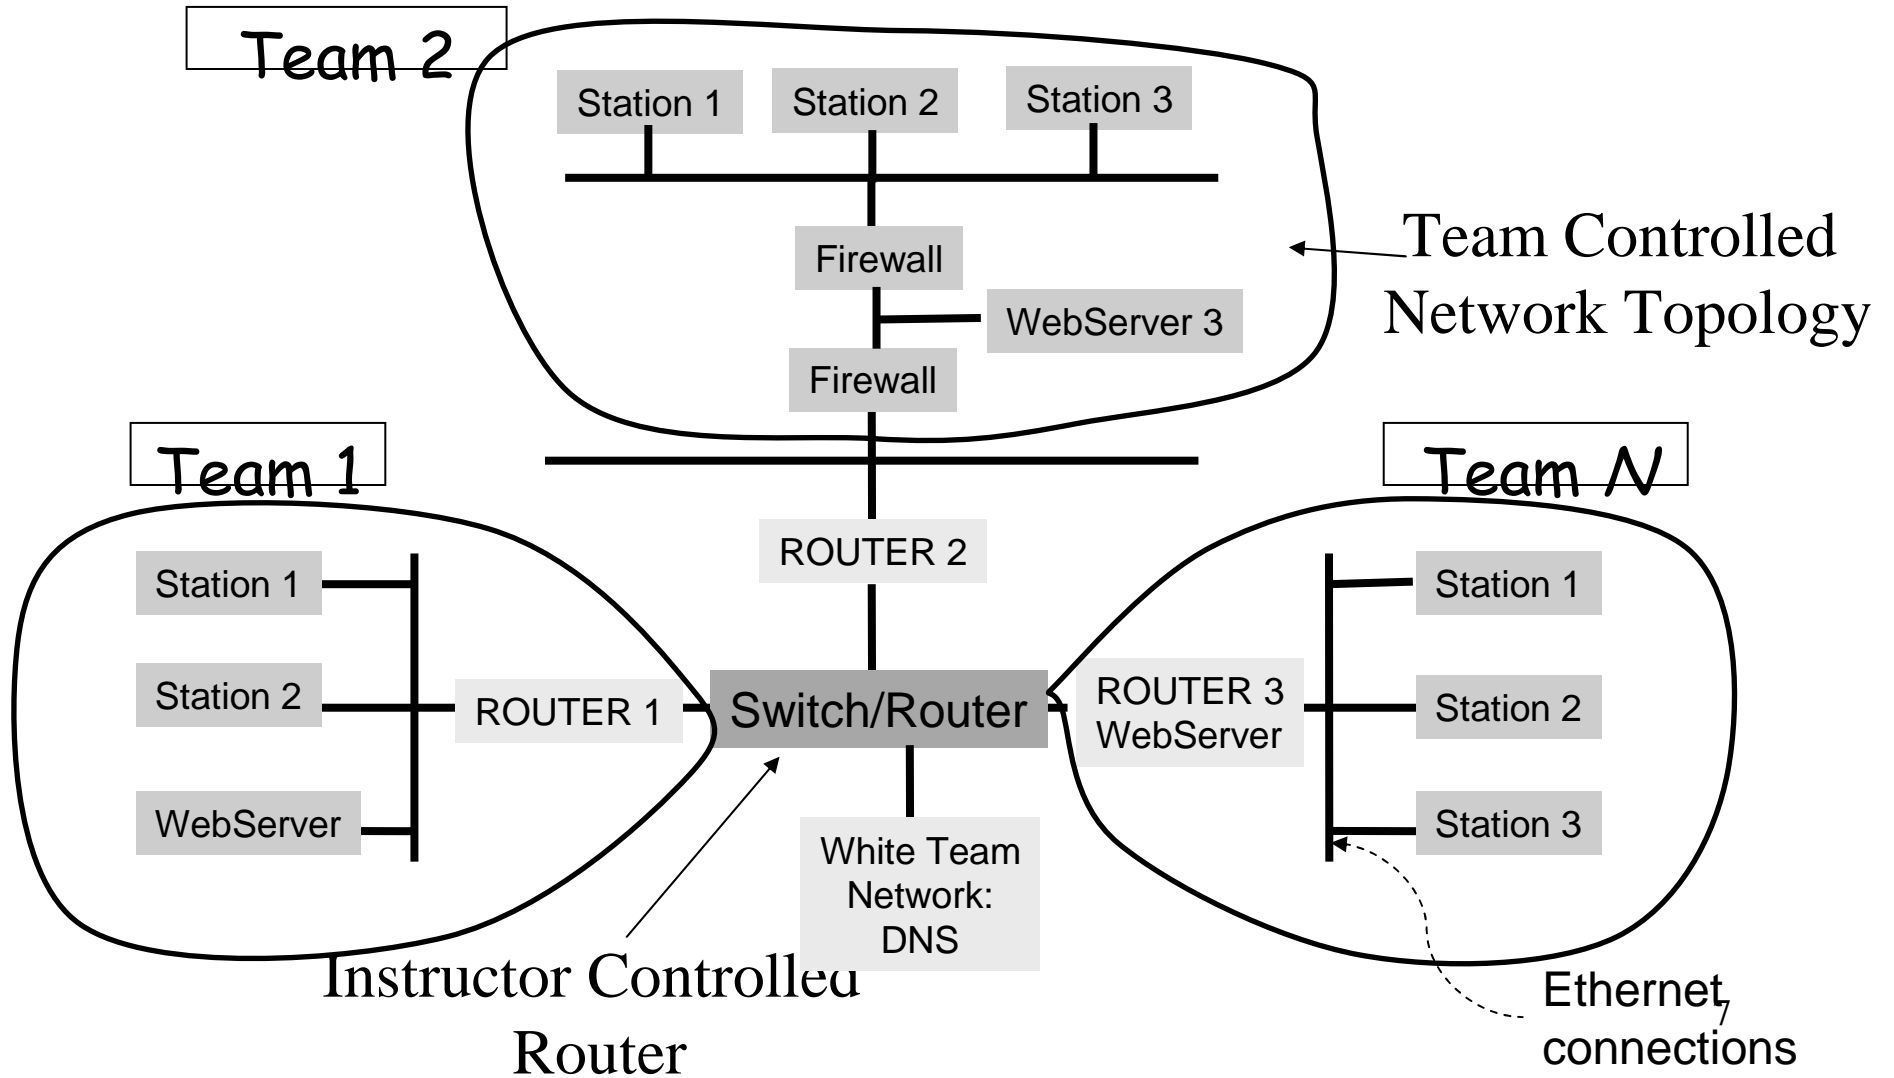 Team 2
Station 1
Station 2
Station 3
Firewall
WebServer 3
Firewall
Team Controlled
Network Topology
Team 1
Team N
ROUTER 2
Station 1
Station 2
WebServer
ROUTER 1
Switch/Router
ROUTER 3
WebServer
Station 1
Station 2
Station 3
White Team
Network:
DNS
Instructor Controlled
Router
Ethernet
connections
7